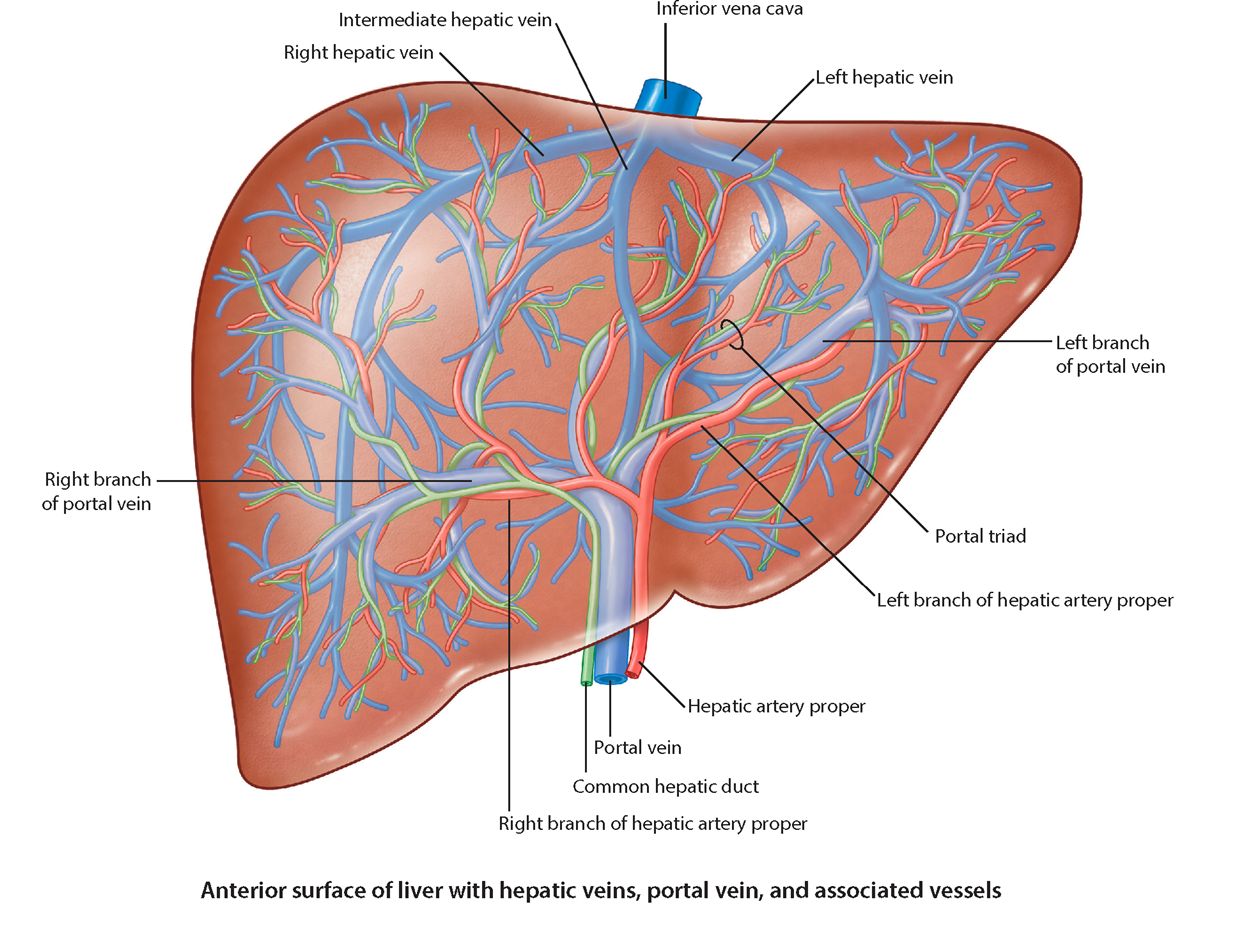 Inferior vena cava
Intermediate hepatic vein
Right hepatic vein
Left hepatic vein
Left branch
of portal vein
Right branch
of portal vein
Portal triad
Left branch of hepatic artery proper
Hepatic artery proper
Portal vein
Common hepatic duct
Right branch of hepatic artery proper
Anterior surface of liver with hepatic veins, portal vein, and associated vessels